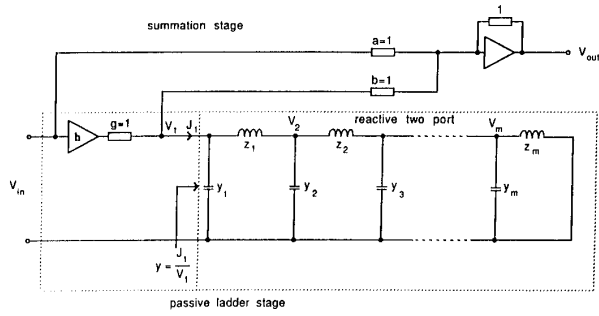 summation stage
1
a=1
V_out
b=1
h
g=1
V_1
J_1
V_2
reactive two port
V_m
z_1
z_2
z_m
V_in
y_1
y_2
y_3
y_m
y = J_1 / V_1
passive ladder stage